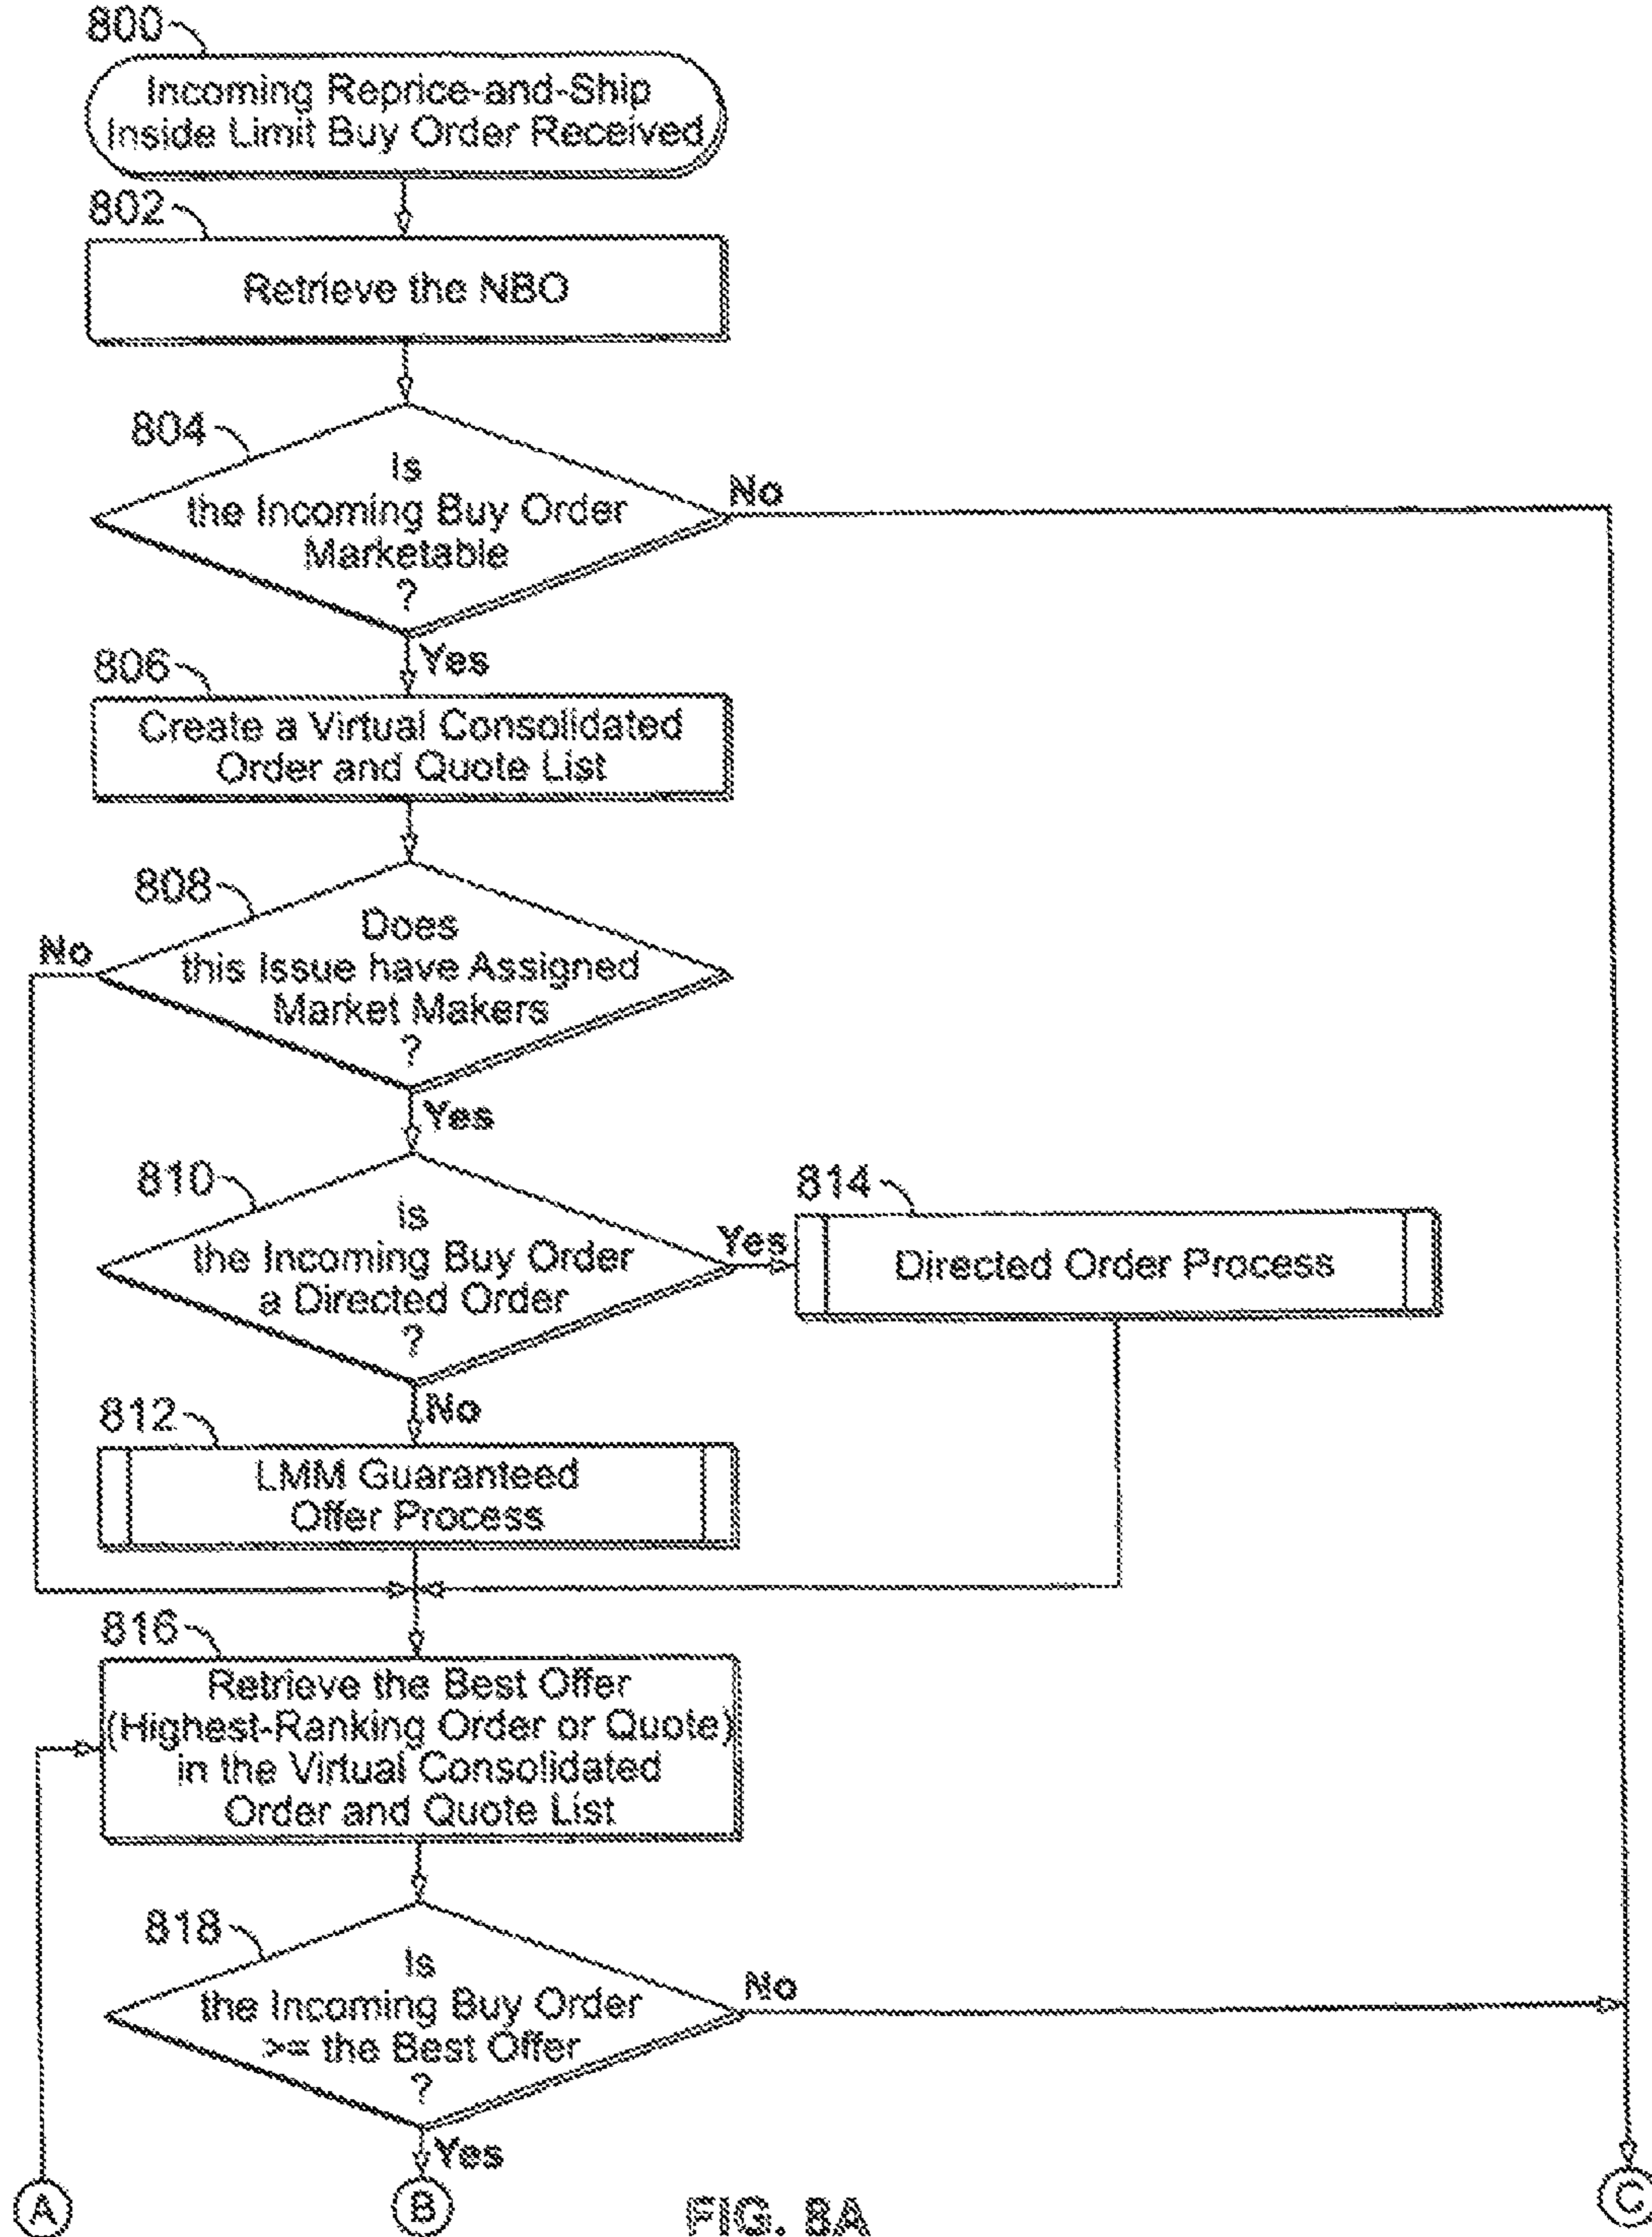 800
Incoming Reprice-and-Ship
Inside Limit Buy Order Received
802
Retrieve the NBO
804
Is
the Incoming Buy Order
Marketable
?
No
Yes
806
Create a Virtual Consolidated
Order and Quote List
808
Does
this Issue have Assigned
Market Makers
?
No
Yes
810
Is
the Incoming Buy Order
a Directed Order
?
Yes
814
Directed Order Process
No
812
LMM Guaranteed
Offer Process
816
Retrieve the Best Offer
(Highest-Ranking Order or Quote)
in the Virtual Consolidated
Order and Quote List
818
Is
the Incoming Buy Order
>= the Best Offer
?
No
Yes
A
B
C
FIG. 8A